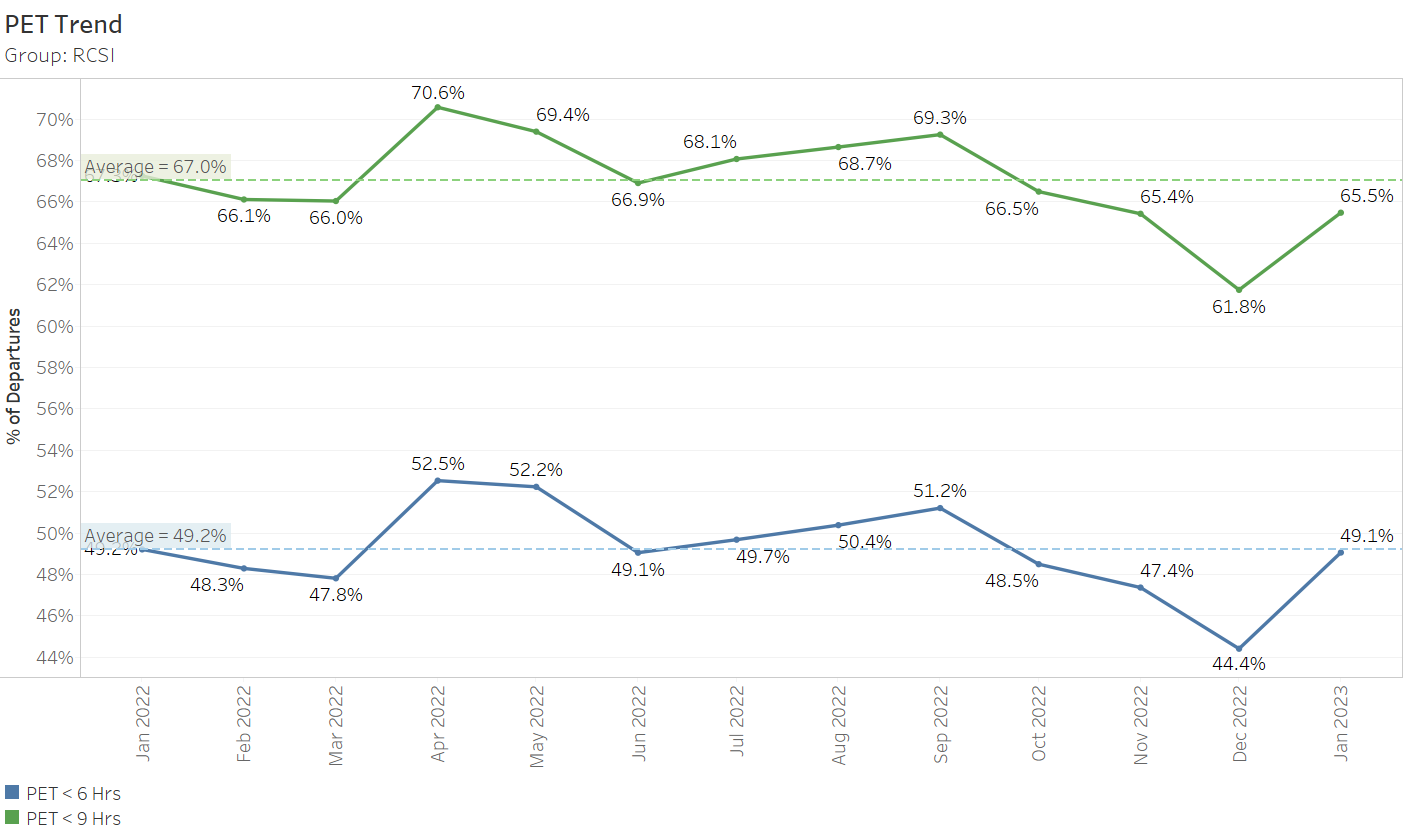 PET Trend
Group: RCSI
% of Departures
70%
68%
66%
64%
62%
60%
58%
56%
54%
52%
50%
48%
46%
44%
Average = 67.0%
67.3%
66.1%
66.0%
70.6%
69.4%
66.9%
68.1%
68.7%
69.3%
66.5%
65.4%
61.8%
65.5%
Average = 49.2%
49.2%
48.3%
47.8%
52.5%
52.2%
49.1%
49.7%
50.4%
51.2%
48.5%
47.4%
44.4%
49.1%
Jan 2022
Feb 2022
Mar 2022
Apr 2022
May 2022
Jun 2022
Jul 2022
Aug 2022
Sep 2022
Oct 2022
Nov 2022
Dec 2022
Jan 2023
PET < 6 Hrs
PET < 9 Hrs